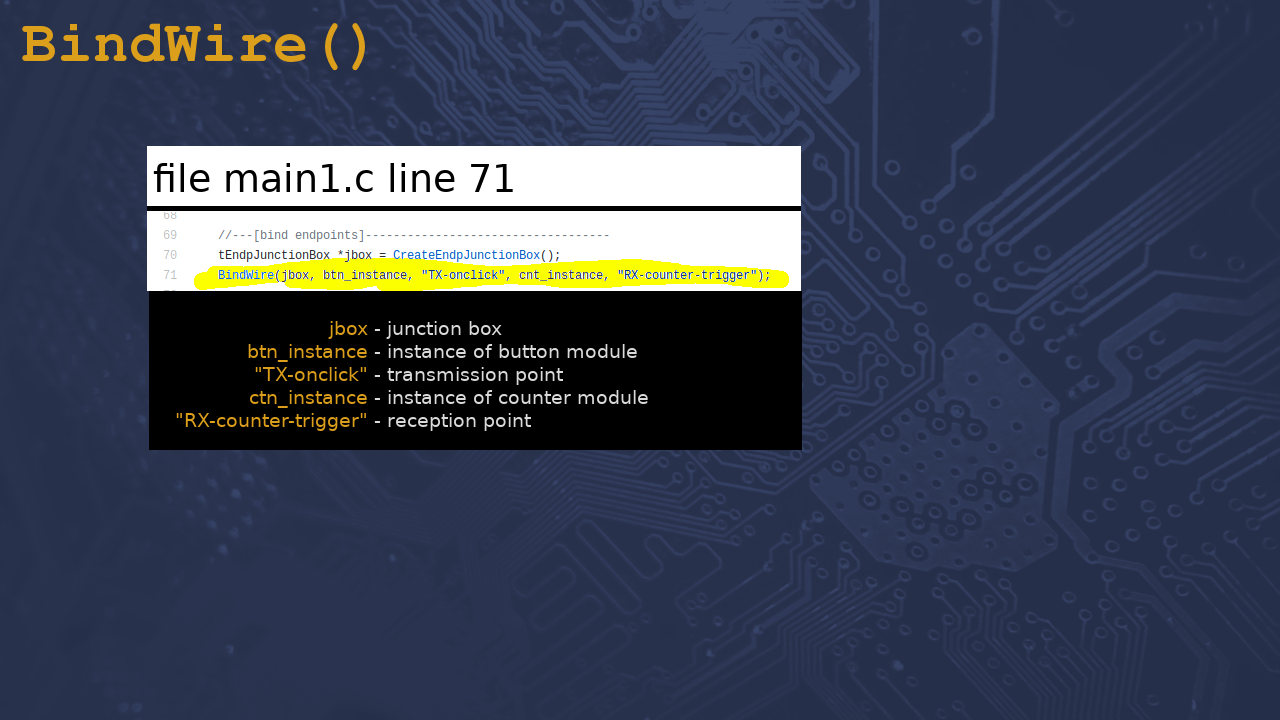 BindWire()
file main1.c line 71
68
69 //---[bind endpoints]-----------------------------------
70 tEndpJunctionBox *jbox = CreateEndpJunctionBox();
71 BindWire(jbox, btn_instance, "TX-onclick", cnt_instance, "RX-counter-trigger");
jbox - junction box
btn_instance - instance of button module
"TX-onclick" - transmission point
ctn_instance - instance of counter module
"RX-counter-trigger" - reception point